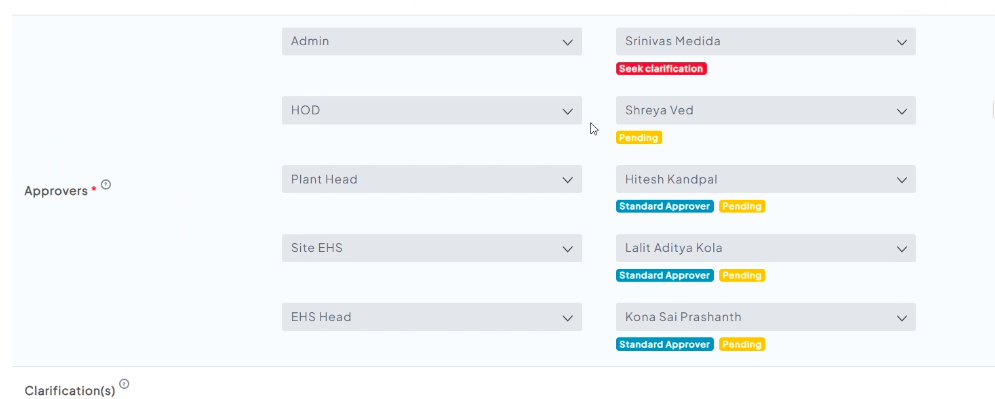 Admin Srinivas Medida
Seek clarification
HOD Shreya Ved
Pending
Approvers * Plant Head Hitesh Kandpal
Standard Approver Pending
Site EHS Lalit Aditya Kola
Standard Approver Pending
EHS Head Kona Sai Prashanth
Standard Approver Pending
Clarification(s)